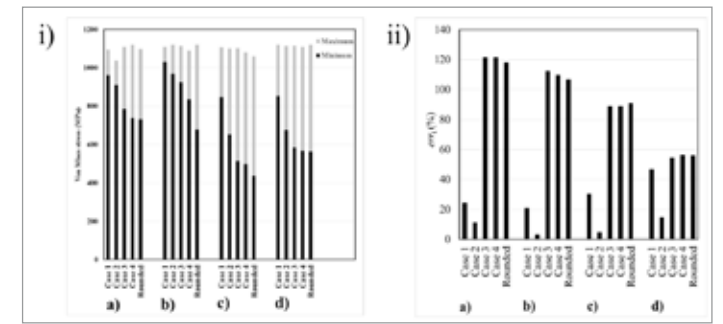 i)
1200
1000
800
600
400
200
0
Von Mises stress (MPa)
Maximum
Minimum
Case 1
Case 2
Case 3
Case 4
Rounded
Case 1
Case 2
Case 3
Case 4
Rounded
Case 1
Case 2
Case 3
Case 4
Rounded
Case 1
Case 2
Case 3
Case 4
Rounded
a) b) c) d)
ii)
140
120
100
80
60
40
20
0
(%)
Case 1
Case 2
Case 3
Case 4
Rounded
Case 1
Case 2
Case 3
Case 4
Rounded
Case 1
Case 2
Case 3
Case 4
Rounded
Case 1
Case 2
Case 3
Case 4
Rounded
a) b) c) d)